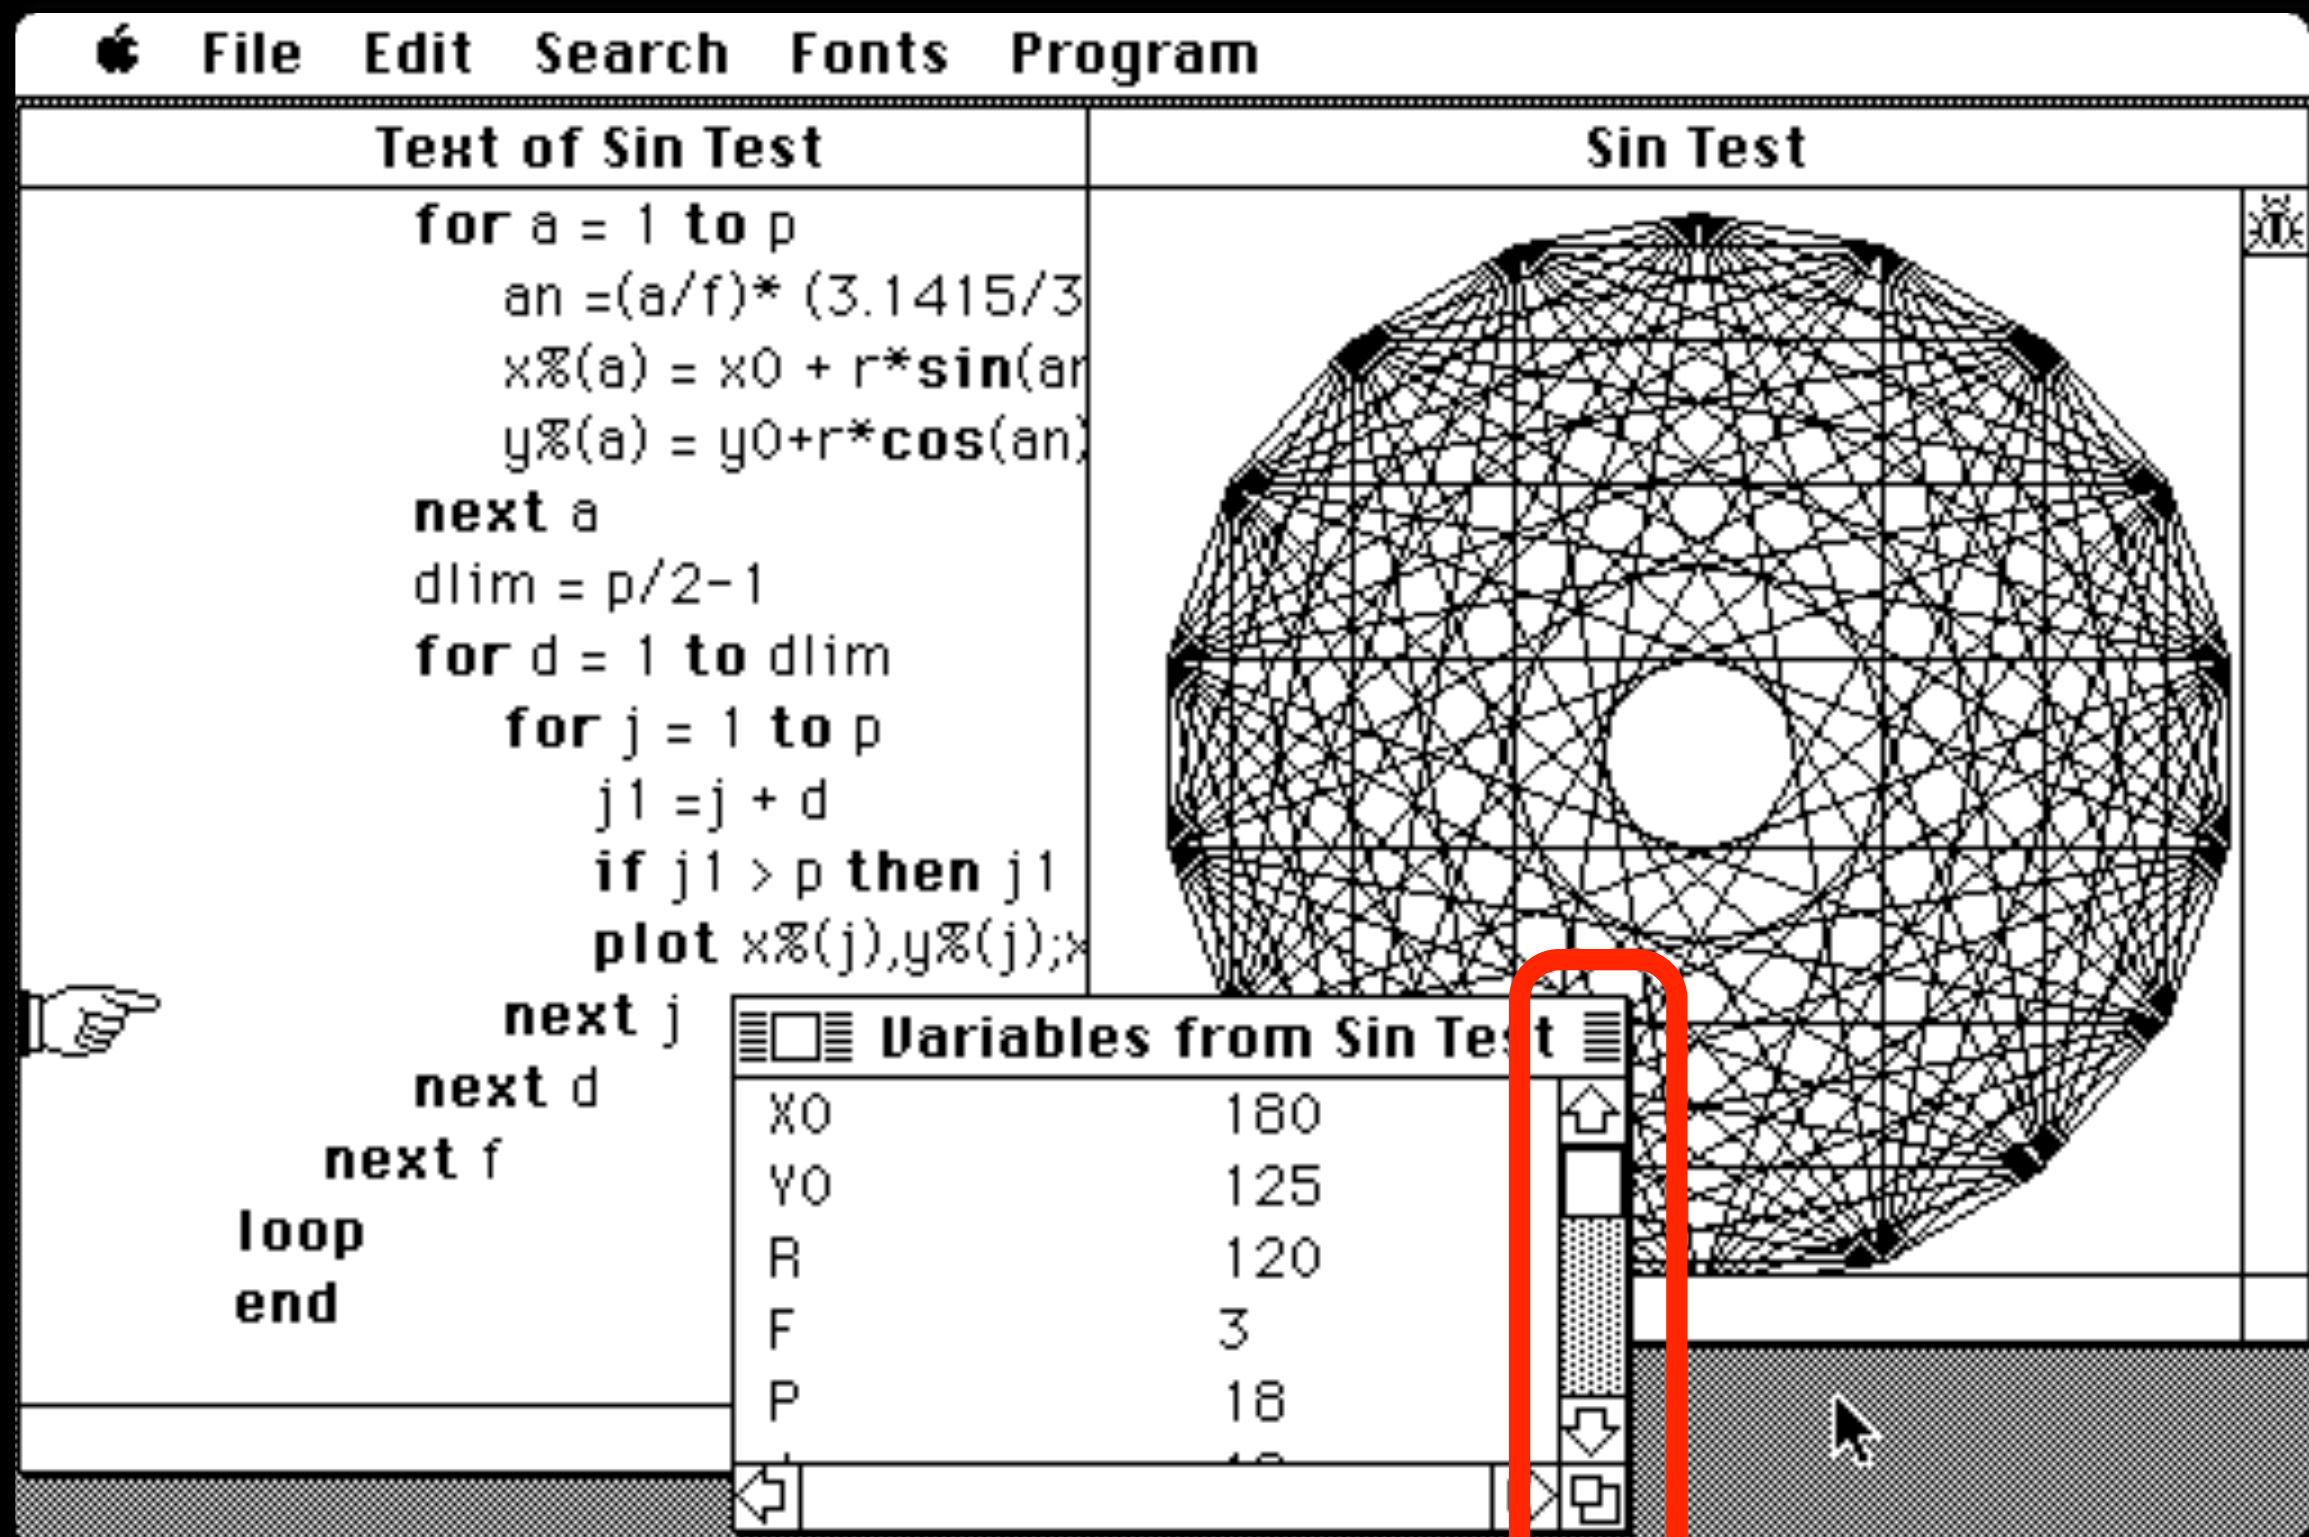 File Edit Search Fonts Program
Text of Sin Test
for a = 1 to p
an =(a/f)* (3.1415/3
x%(a) = x0 + r*sin(an
y%(a) = y0+r*cos(an)
next a
dlim = p/2-1
for d = 1 to dlim
for j = 1 to p
j1 =j + d
if j1 > p then j1
plot x%(j),y%(j);x
next j
next d
next f
loop
end
Sin Test
Variables from Sin Test
X0 180
Y0 125
R 120
F 3
P 18